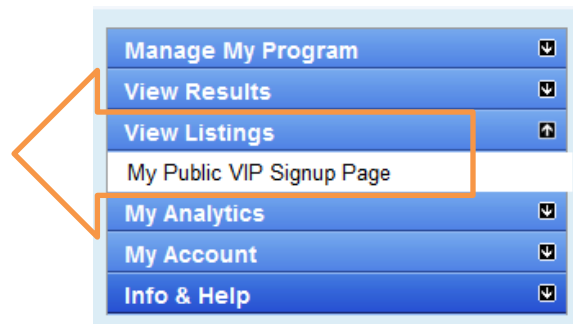 Manage My Program
View Results
View Listings
My Public VIP Signup Page
My Analytics
My Account
Info & Help